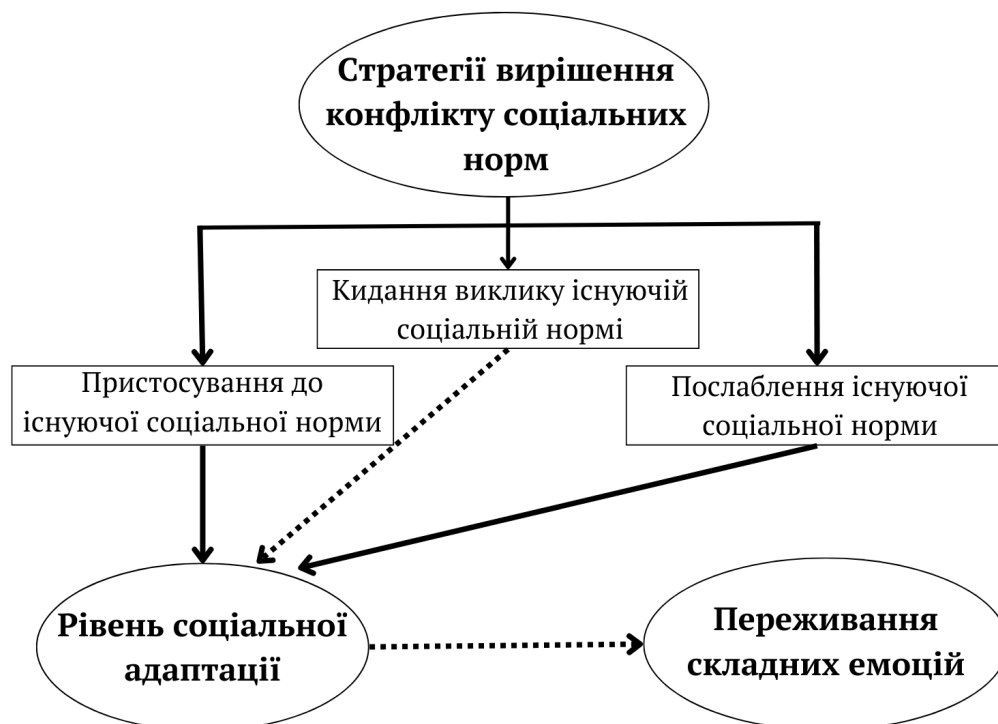 Стратегії вирішення
конфлікту соціальних
норм
Кидання виклику існуючій
соціальній нормі
Пристосування до
існуючої соціальної норми
Послаблення існуючої
соціальної норми
Рівень соціальної
адаптації
Переживання
складних емоцій